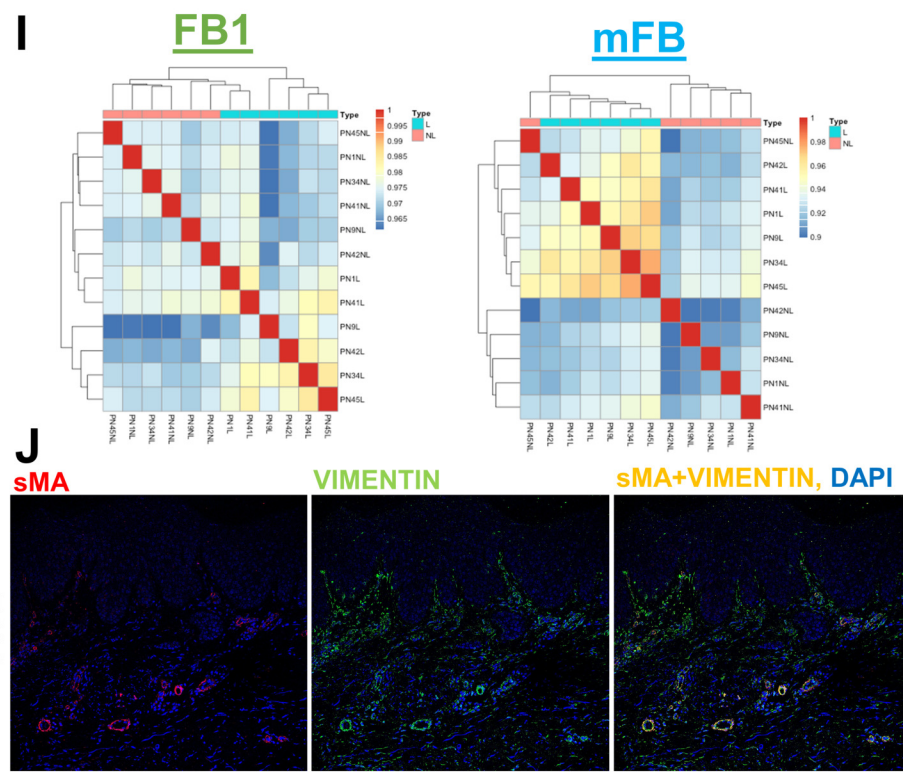 I
FB1
mFB
Type
1
Type
L
NL
0.995
0.99
0.985
0.98
0.975
0.97
0.965
PN45NL
PN1NL
PN34NL
PN41NL
PN9NL
PN42NL
PN1L
PN41L
PN9L
PN42L
PN34L
PN45L
PN45NL
PN1NL
PN34NL
PN41NL
PN9NL
PN42NL
PN1L
PN41L
PN9L
PN42L
PN34L
PN45L
Type
1
Type
L
NL
0.98
0.96
0.94
0.92
0.9
PN45NL
PN42L
PN41L
PN1L
PN9L
PN34L
PN45L
PN42NL
PN9NL
PN34NL
PN1NL
PN41NL
PN45NL
PN42L
PN41L
PN1L
PN9L
PN34L
PN45L
PN42NL
PN9NL
PN34NL
PN1NL
PN41NL
J
sMA
VIMENTIN
sMA+VIMENTIN, DAPI